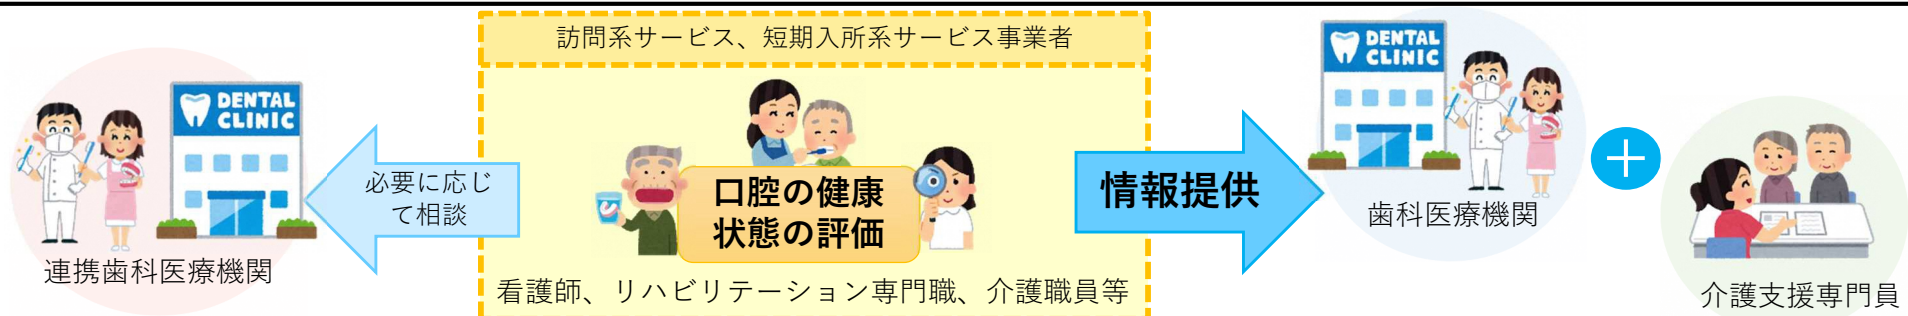 訪問系サービス、短期入所系サービス事業者
DENTAL
CLINIC
必要に応じ
て相談
連携歯科医療機関
口腔の健康
状態の評価
看護師、リハビリテーション専門職、介護職員等
情報提供
DENTAL
CLINIC
歯科医療機関
+
介護支援専門員